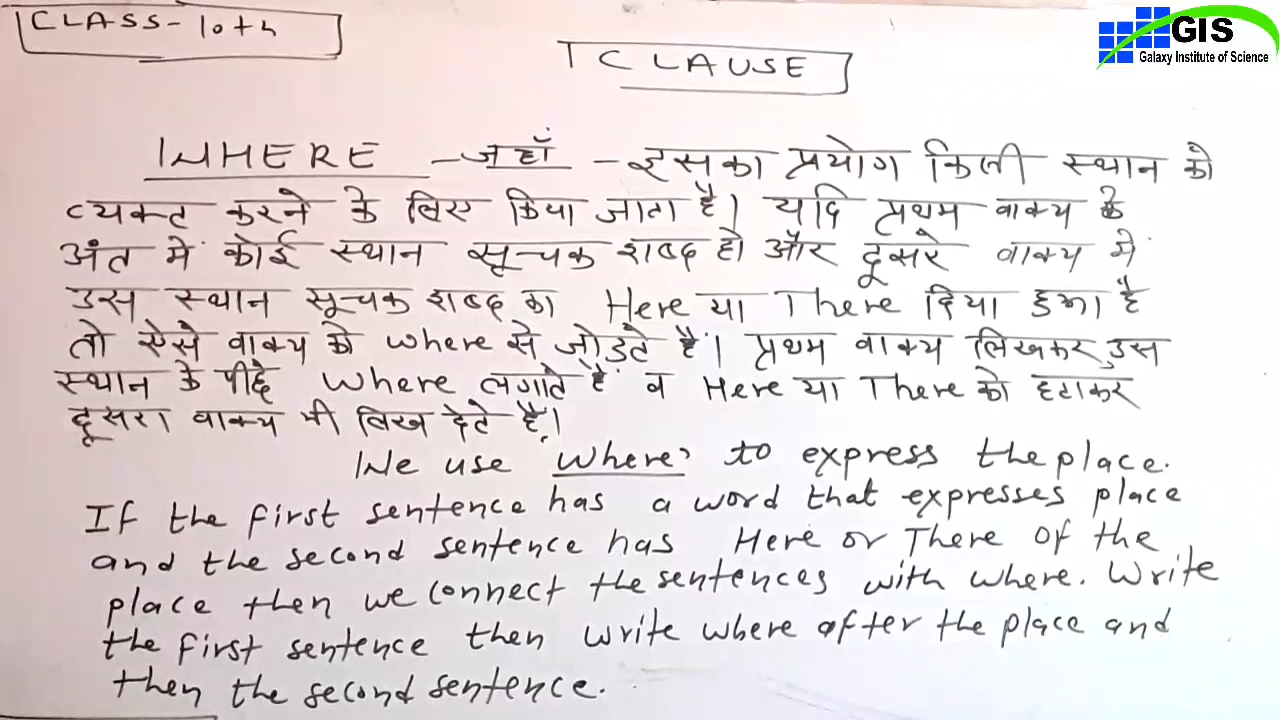 CLASS-10th
GIS
Galaxy Institute of Science
CLAUSE
WHERE - जहाँ - इसका प्रयोग किसी स्थान को
व्यक्त करने के लिए किया जाता है। यदि प्रथम वाक्य के
अंत में कोई स्थान सूचक शब्द हो और दूसरे वाक्य में
उस स्थान सूचक शब्द का Here या There दिया हुआ है
तो ऐसे वाक्य को where से जोड़ते हैं। प्रथम वाक्य लिखकर उस
स्थान के पीछे Where लगाते हैं व Here या There को हटाकर
दूसरा वाक्य भी लिख देते हैं।
We use where to express the place.
If the first sentence has a word that expresses place
and the second sentence has Here or There of the
place then we connect the sentences with where. Write
the first sentence then write where after the place and
then the second sentence.